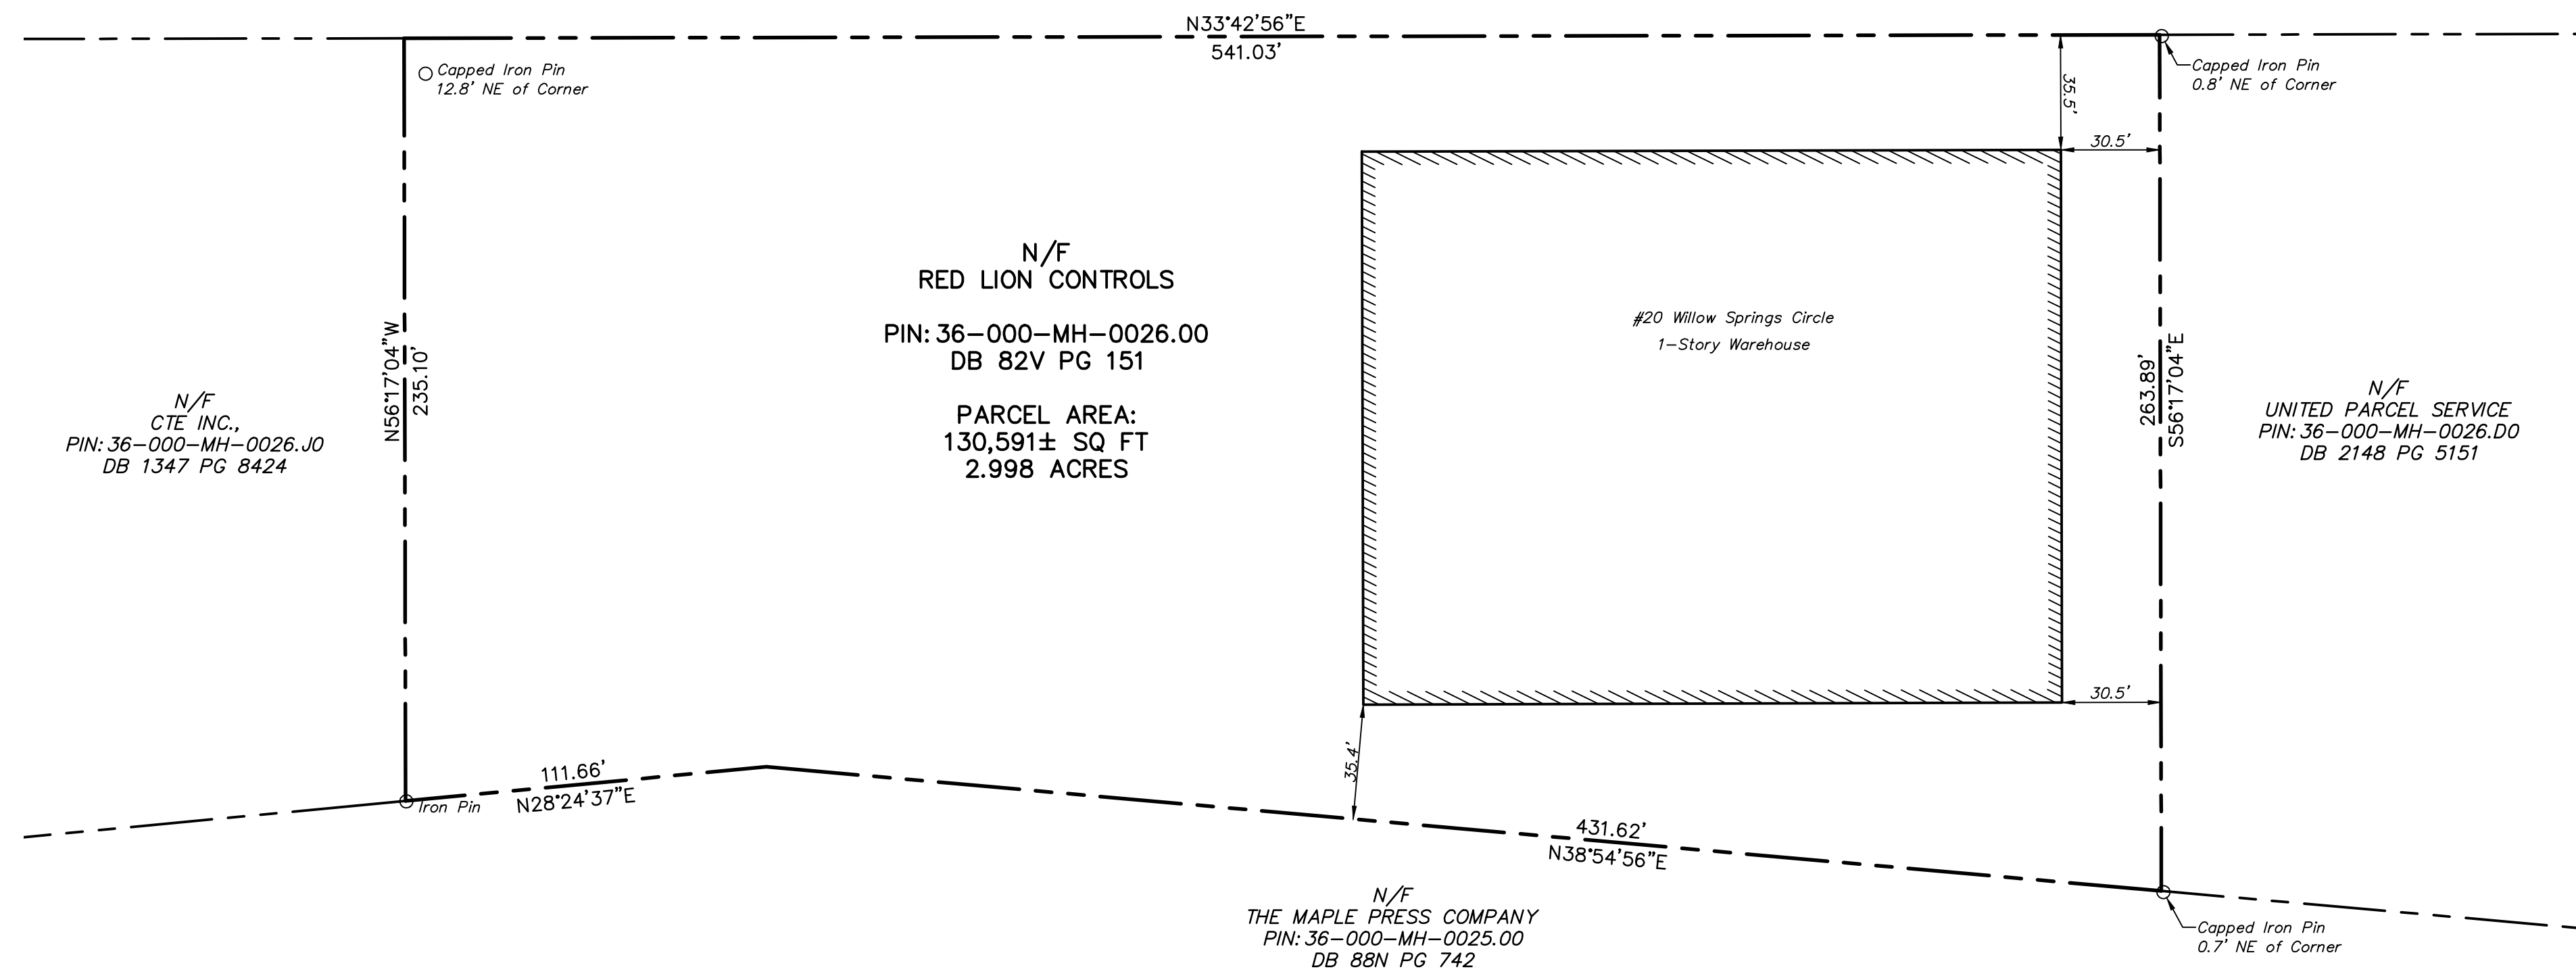 N33°42'56"E
541.03'
Capped Iron Pin
12.8' NE of Corner
Capped Iron Pin
0.8' NE of Corner
35.5'
30.5'
N/F
RED LION CONTROLS
PIN: 36-000-MH-0026.00
DB 82V PG 151
PARCEL AREA:
130,591± SQ FT
2.998 ACRES
#20 Willow Springs Circle
1-Story Warehouse
N56°17'04"W
235.10'
263.89'
S56°17'04"E
N/F
CTE INC.,
PIN: 36-000-MH-0026.J0
DB 1347 PG 8424
N/F
UNITED PARCEL SERVICE
PIN: 36-000-MH-0026.D0
DB 2148 PG 5151
30.5'
35.4'
111.66'
N28°24'37"E
Iron Pin
431.62'
N38°54'56"E
N/F
THE MAPLE PRESS COMPANY
PIN: 36-000-MH-0025.00
DB 88N PG 742
Capped Iron Pin
0.7' NE of Corner